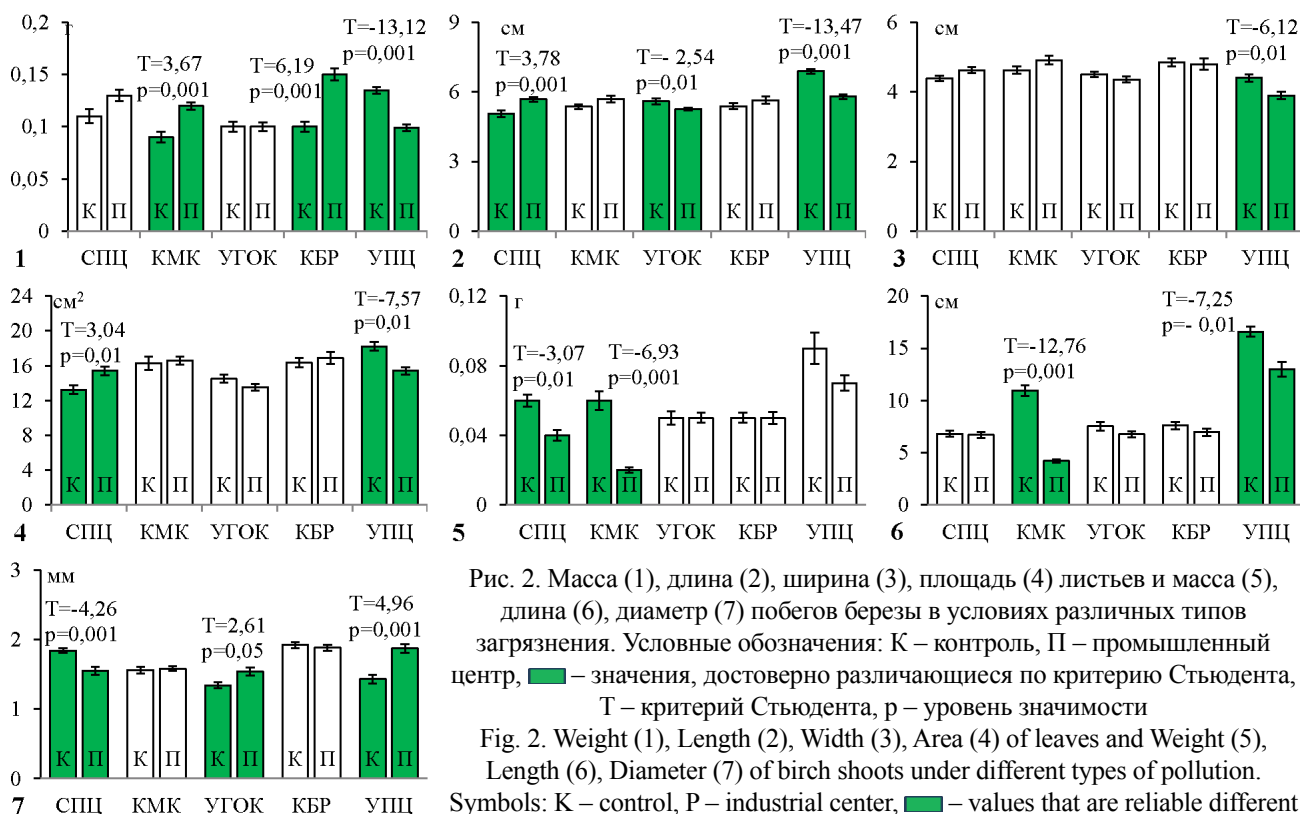 0,2 г
0,15
0,1
0,05
0
T=3,67
p=0,001
T=6,19
p=0,001
T=-13,12
p=0,001
К П К П К П К П К П
1 СПЦ КМК УГОК КБР УПЦ
9 см
6
3
0
T=3,78
p=0,001
T=- 2,54
p=0,01
T=-13,47
p=0,001
К П К П К П К П К П
2 СПЦ КМК УГОК КБР УПЦ
6 см
4
2
0
T=-6,12
p=0,01
К П К П К П К П К П
3 СПЦ КМК УГОК КБР УПЦ
24 см²
20
16
12
8
4
0
T=3,04
p=0,01
T=-7,57
p=0,01
К П К П К П К П К П
4 СПЦ КМК УГОК КБР УПЦ
0,12 г
0,08
0,04
0
T=-3,07
p=0,01
T=-6,93
p=0,001
К П К П К П К П К П
5 СПЦ КМК УГОК КБР УПЦ
20 см
15
10
5
0
T=-12,76
p=0,001
T=-7,25
p=- 0,01
К П К П К П К П К П
6 СПЦ КМК УГОК КБР УПЦ
3 мм
2
1
0
T=-4,26
p=0,001
T=2,61
p=0,05
T=4,96
p=0,001
К П К П К П К П К П
7 СПЦ КМК УГОК КБР УПЦ
Рис. 2. Масса (1), длина (2), ширина (3), площадь (4) листьев и масса (5),
длина (6), диаметр (7) побегов березы в условиях различных типов
загрязнения. Условные обозначения: К – контроль, П – промышленный
центр, – значения, достоверно различающиеся по критерию Стьюдента,
Т – критерий Стьюдента, р – уровень значимости
Fig. 2. Weight (1), Length (2), Width (3), Area (4) of leaves and Weight (5),
Length (6), Diameter (7) of birch shoots under different types of pollution.
Symbols: K – control, P – industrial center, – values that are reliable different